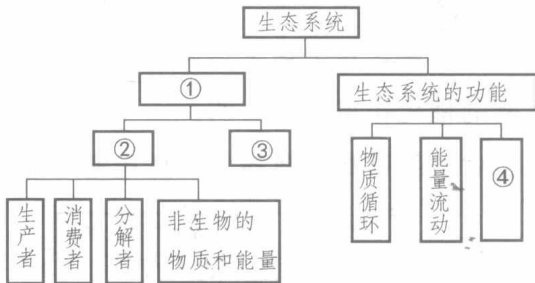 生态系统
①
生态系统的功能
②
③
物质循环
能量流动
④
生产者
消费者
分解者
非生物的
物质和能量